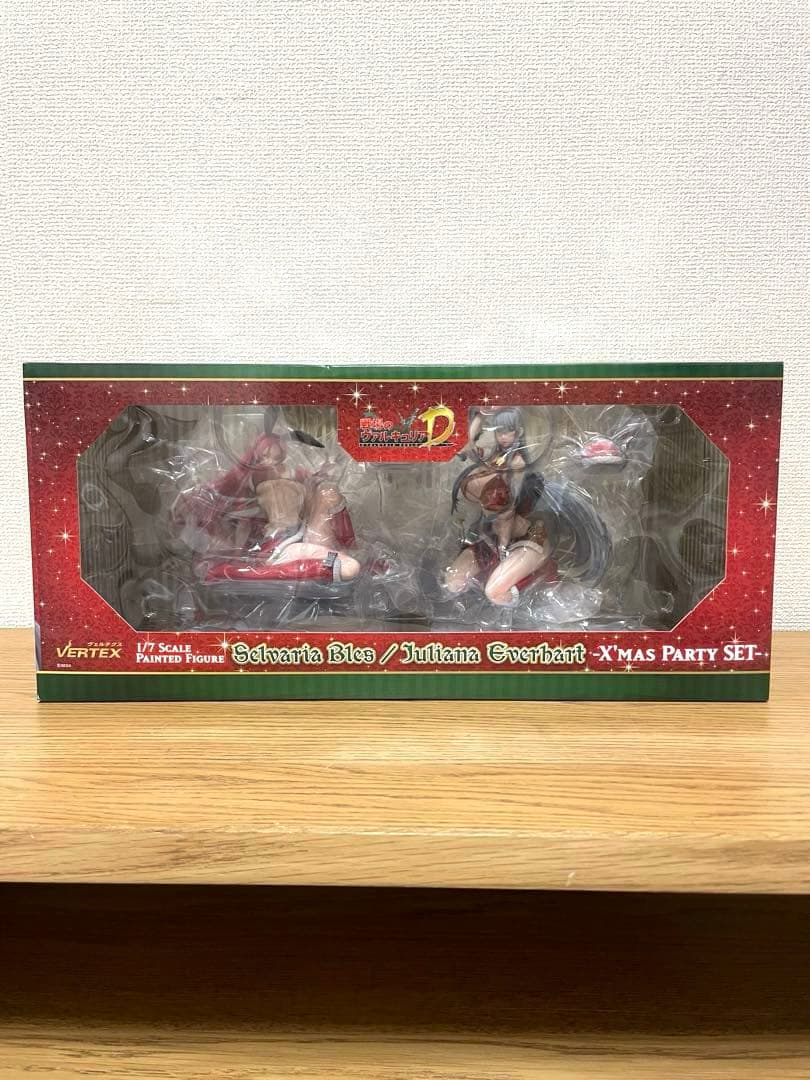 戦場の
ヴァルキュリアD
ヴェルテクス
VERTEX
1/7 SCALE
PAINTED FIGURE
Selvaria Bles / Juliana Everhart
-X'MAS PARTY SET-